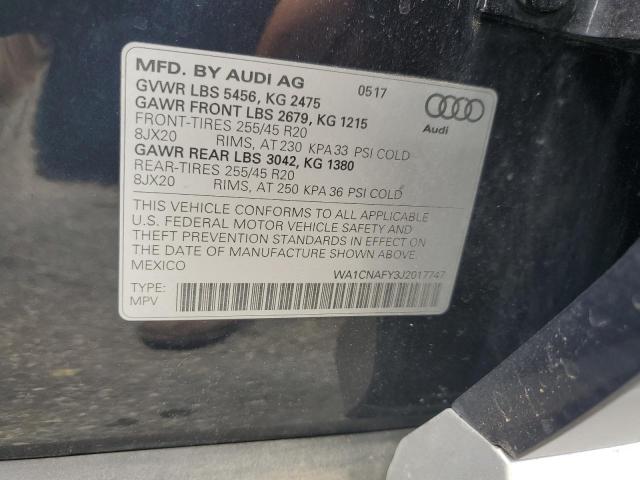 MFD. BY AUDI AG 0517
GVWR LBS 5456, KG 2475
GAWR FRONT LBS 2679, KG 1215
FRONT-TIRES 255/45 R20
8JX20 RIMS, AT 230 KPA 33 PSI COLD
GAWR REAR LBS 3042, KG 1380
REAR-TIRES 255/45 R20
8JX20 RIMS, AT 250 KPA 36 PSI COLD
Audi
THIS VEHICLE CONFORMS TO ALL APPLICABLE
U.S. FEDERAL MOTOR VEHICLE SAFETY AND
THEFT PREVENTION STANDARDS IN EFFECT ON
THE DATE OF MANUFACTURE SHOWN ABOVE.
MEXICO WA1CNAFY3J2017747
TYPE:
MPV